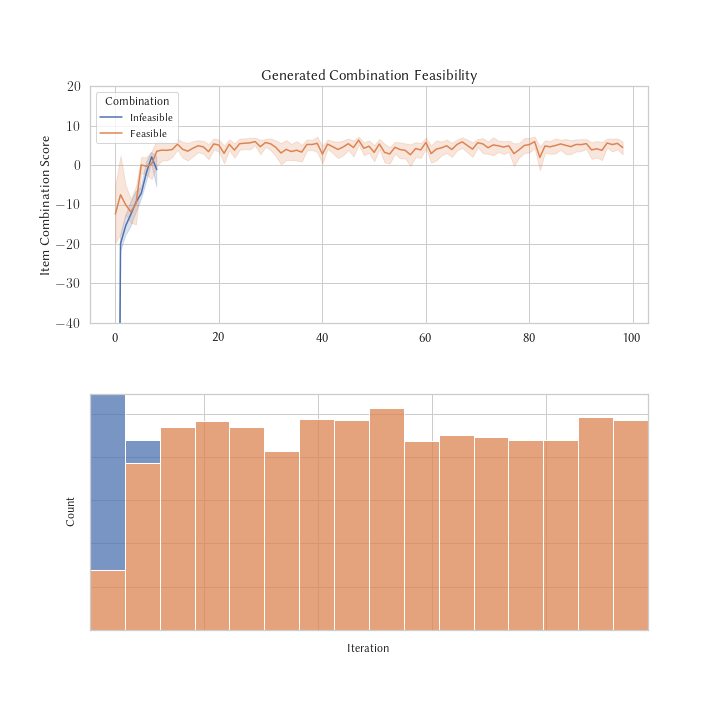 Generated Combination Feasibility
Item Combination Score
20
10
0
−10
−20
−30
−40
Combination
Infeasible
Feasible
0 20 40 60 80 100
Count
Iteration